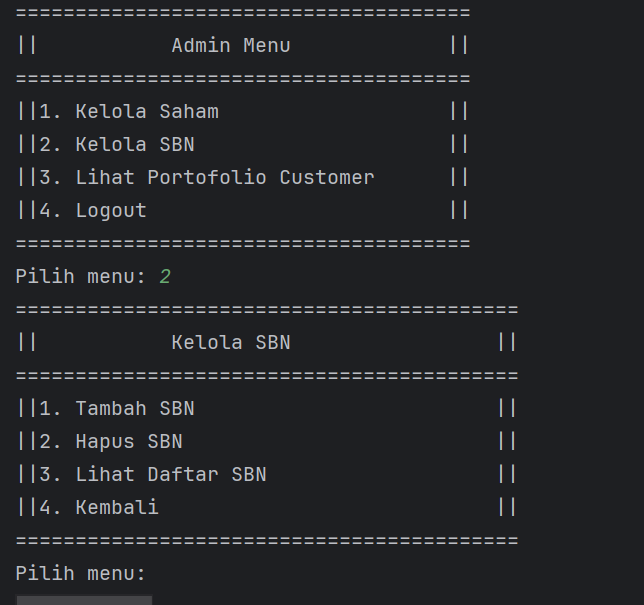 ======================================
||           Admin Menu             ||
======================================
||1. Kelola Saham                   ||
||2. Kelola SBN                     ||
||3. Lihat Portofolio Customer      ||
||4. Logout                         ||
======================================
Pilih menu: 2
==========================================
||           Kelola SBN                 ||
==========================================
||1. Tambah SBN                         ||
||2. Hapus SBN                          ||
||3. Lihat Daftar SBN                   ||
||4. Kembali                            ||
==========================================
Pilih menu: